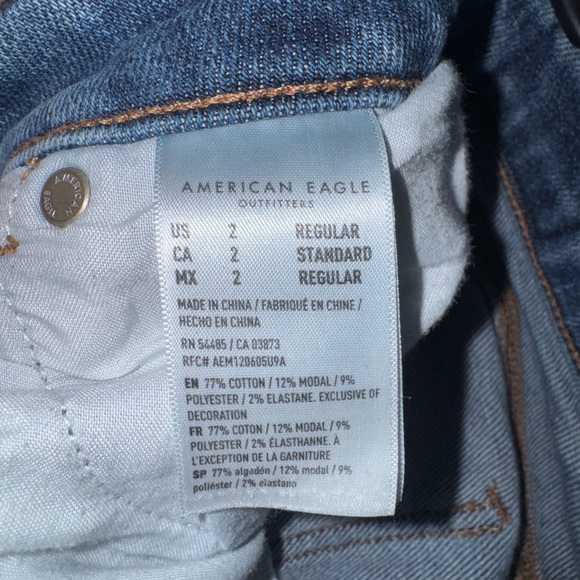 AMERICAN EAGLE
OUTFITTERS
US 2 REGULAR
CA 2 STANDARD
MX 2 REGULAR
MADE IN CHINA / FABRIQUÉ EN CHINE /
HECHO EN CHINA
RN 54485 / CA 03873
RFC# AEM120605U9A
EN 77% COTTON / 12% MODAL / 9%
POLYESTER / 2% ELASTANE. EXCLUSIVE OF
DECORATION
FR 77% COTON / 12% MODAL / 9%
POLYESTER / 2% ÉLASTHANNE. À
L'EXCEPTION DE LA GARNITURE
SP 77% algodón / 12% modal / 9%
poliéster / 2% elastano
AMERICAN
EAGLE